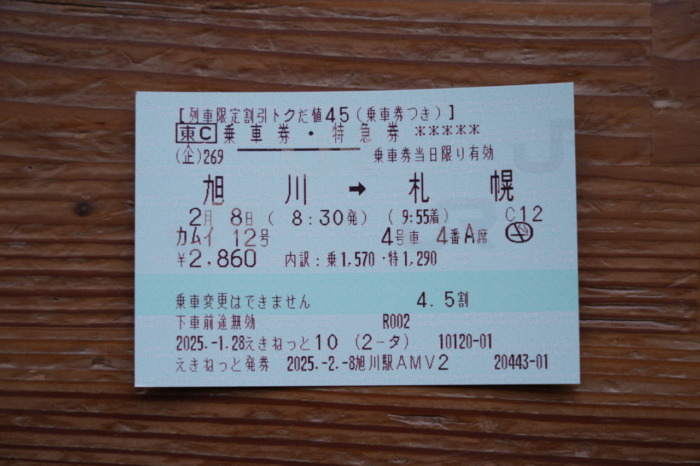 [列車限定割引トクだ値45(乗車券つき)]
東C 乗車券・特急券 *****
(企)269 乗車券当日限り有効
旭川 → 札幌
2月 8日 ( 8:30発) ( 9:55着) C12
カムイ 12号 4号車 4番A席
¥2,860 内訳:乗1,570・特1,290
乗車変更はできません 4.5割
下車前途無効 R002
2025.-1.28えきねっと10 (2-タ) 10120-01
えきねっと発券 2025.-2.-8旭川駅AMV2 20443-01